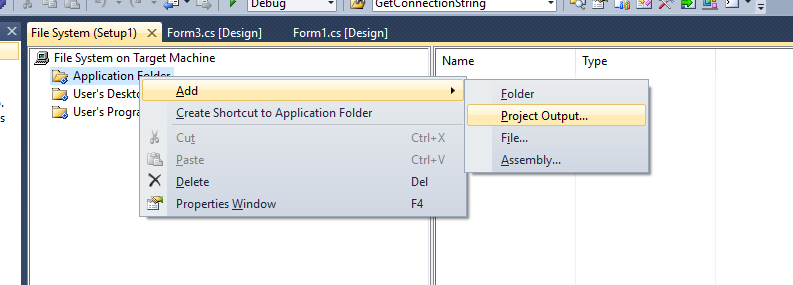 Debug GetConnectionString
File System (Setup1) Form3.cs [Design] Form1.cs [Design]
File System on Target Machine Name Type
Application Folder
User's Deskto
User's Progra
Add
Create Shortcut to Application Folder
Cut Ctrl+X
Paste Ctrl+V
Delete Del
Properties Window F4
Folder
Project Output...
File...
Assembly...